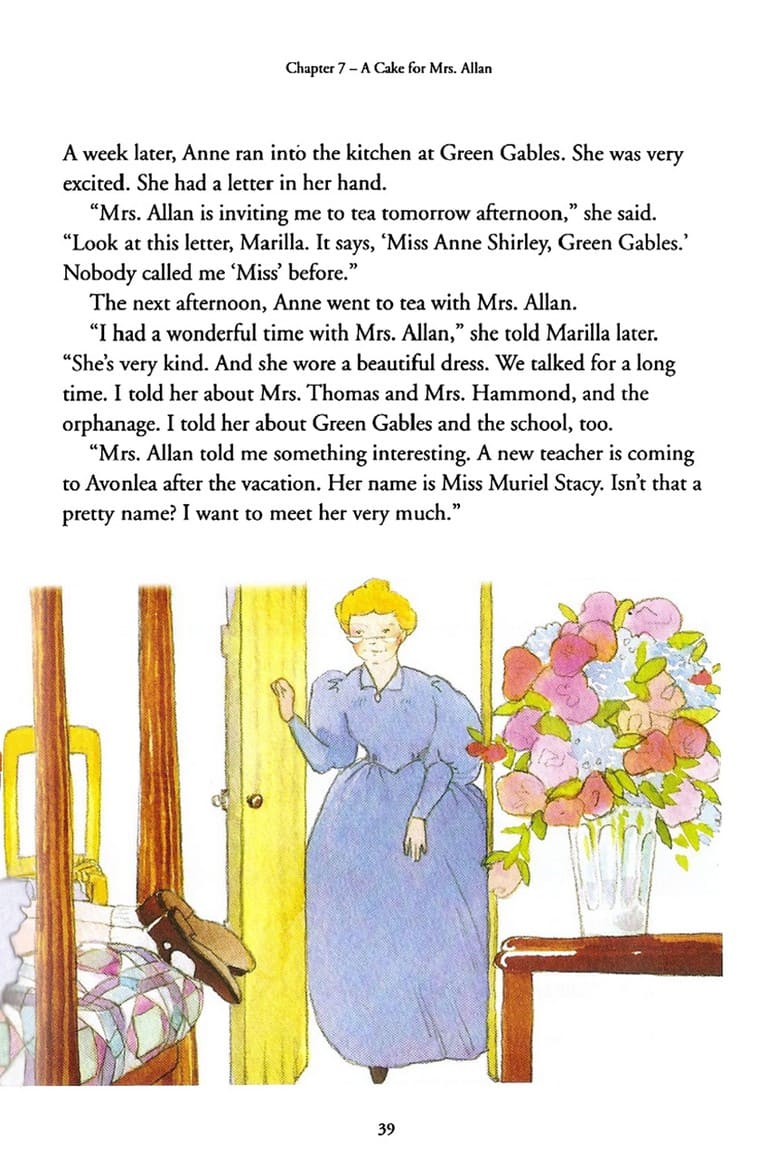 Chapter 7 – A Cake for Mrs. Allan
A week later, Anne ran into the kitchen at Green Gables. She was very
excited. She had a letter in her hand.
“Mrs. Allan is inviting me to tea tomorrow afternoon,” she said.
“Look at this letter, Marilla. It says, ‘Miss Anne Shirley, Green Gables.’
Nobody called me ‘Miss’ before.”
The next afternoon, Anne went to tea with Mrs. Allan.
“I had a wonderful time with Mrs. Allan,” she told Marilla later.
“She’s very kind. And she wore a beautiful dress. We talked for a long
time. I told her about Mrs. Thomas and Mrs. Hammond, and the
orphanage. I told her about Green Gables and the school, too.
“Mrs. Allan told me something interesting. A new teacher is coming
to Avonlea after the vacation. Her name is Miss Muriel Stacy. Isn’t that a
pretty name? I want to meet her very much.”
39